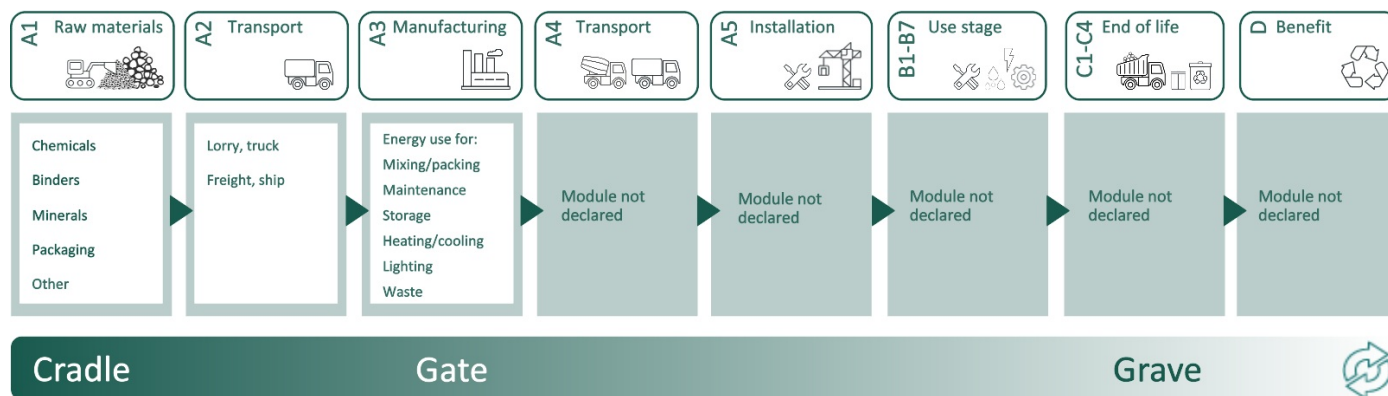 A1 Raw materials
A2 Transport
A3 Manufacturing
A4 Transport
A5 Installation
B1-B7 Use stage
C1-C4 End of life
D Benefit
Chemicals
Binders
Minerals
Packaging
Other
Lorry, truck
Freight, ship
Energy use for:
Mixing/packing
Maintenance
Storage
Heating/cooling
Lighting
Waste
Module not
declared
Module not
declared
Module not
declared
Module not
declared
Module not
declared
Cradle
Gate
Grave